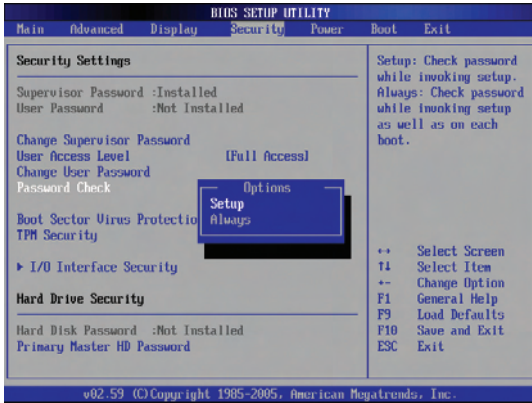 BIOS SETUP UTILITY
Main Advanced Display Security Power Boot Exit
Security Settings
Supervisor Password :Installed
User Password :Not Installed
Change Supervisor Password
User Access Level [Full Access]
Change User Password
Password Check
Boot Sector Virus Protectio
TPM Security
▶ I/O Interface Security
Hard Drive Security
Hard Disk Password :Not Installed
Primary Master HD Password
Options
Setup
Always
Setup: Check password
while invoking setup.
Always: Check password
while invoking setup
as well as on each
boot.
↔ Select Screen
↑↓ Select Item
+- Change Option
F1 General Help
F9 Load Defaults
F10 Save and Exit
ESC Exit
v02.59 (C)Copyright 1985-2005, American Megatrends, Inc.